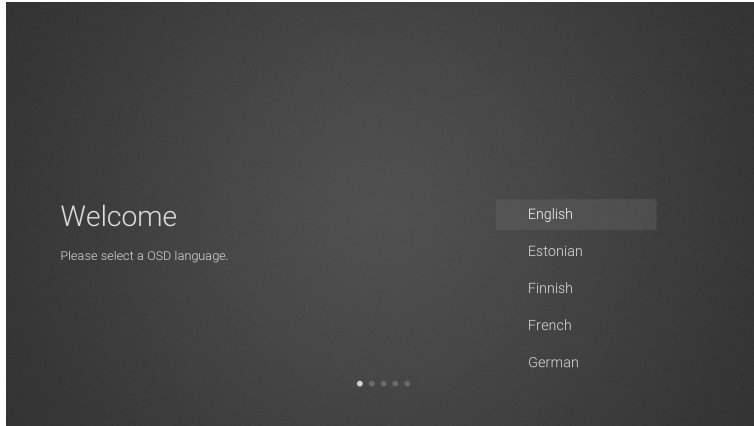 Welcome
Please select a OSD language.
English
Estonian
Finnish
French
German